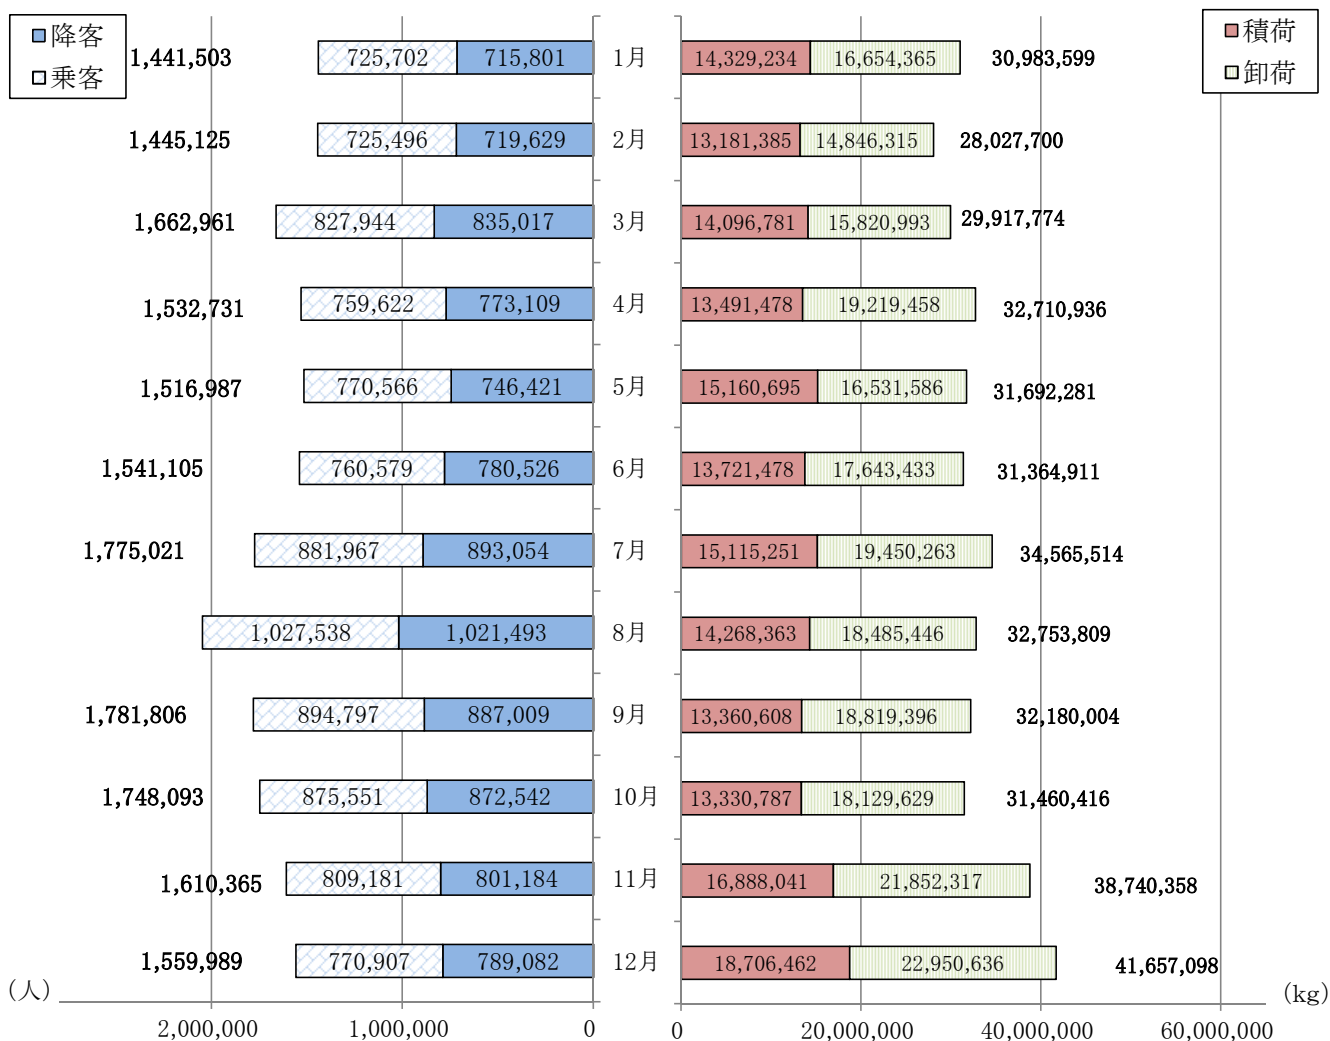 降客
乗客
積荷
卸荷
1,441,503 725,702 715,801 1月 14,329,234 16,654,365 30,983,599
1,445,125 725,496 719,629 2月 13,181,385 14,846,315 28,027,700
1,662,961 827,944 835,017 3月 14,096,781 15,820,993 29,917,774
1,532,731 759,622 773,109 4月 13,491,478 19,219,458 32,710,936
1,516,987 770,566 746,421 5月 15,160,695 16,531,586 31,692,281
1,541,105 760,579 780,526 6月 13,721,478 17,643,433 31,364,911
1,775,021 881,967 893,054 7月 15,115,251 19,450,263 34,565,514
1,027,538 1,021,493 8月 14,268,363 18,485,446 32,753,809
1,781,806 894,797 887,009 9月 13,360,608 18,819,396 32,180,004
1,748,093 875,551 872,542 10月 13,330,787 18,129,629 31,460,416
1,610,365 809,181 801,184 11月 16,888,041 21,852,317 38,740,358
1,559,989 770,907 789,082 12月 18,706,462 22,950,636 41,657,098
(人) (kg)
2,000,000 1,000,000 0 0 20,000,000 40,000,000 60,000,000